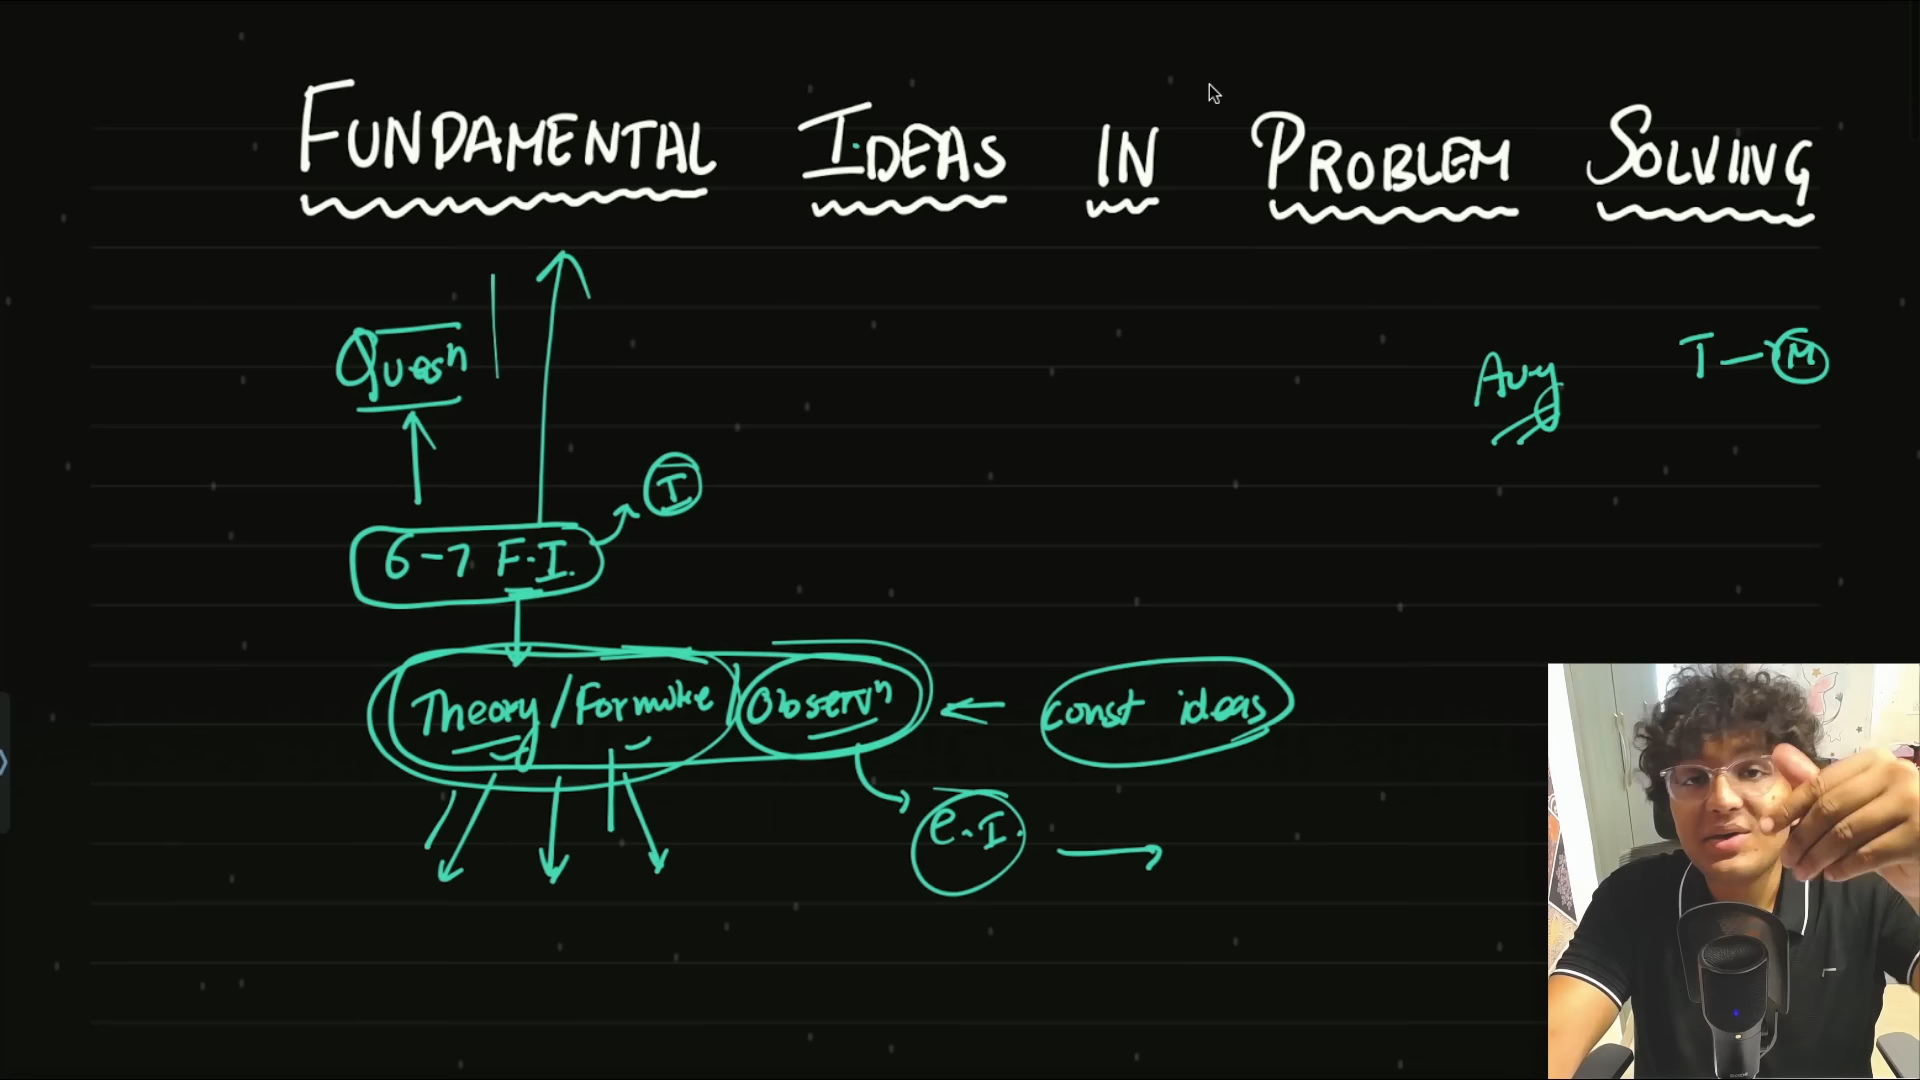 FUNDAMENTAL IDEAS IN PROBLEM SOLVING
Quesⁿ
Avg
T — M
I
6-7 F.I.
Theory / Formulae
Observⁿ
const ideas
e.I.